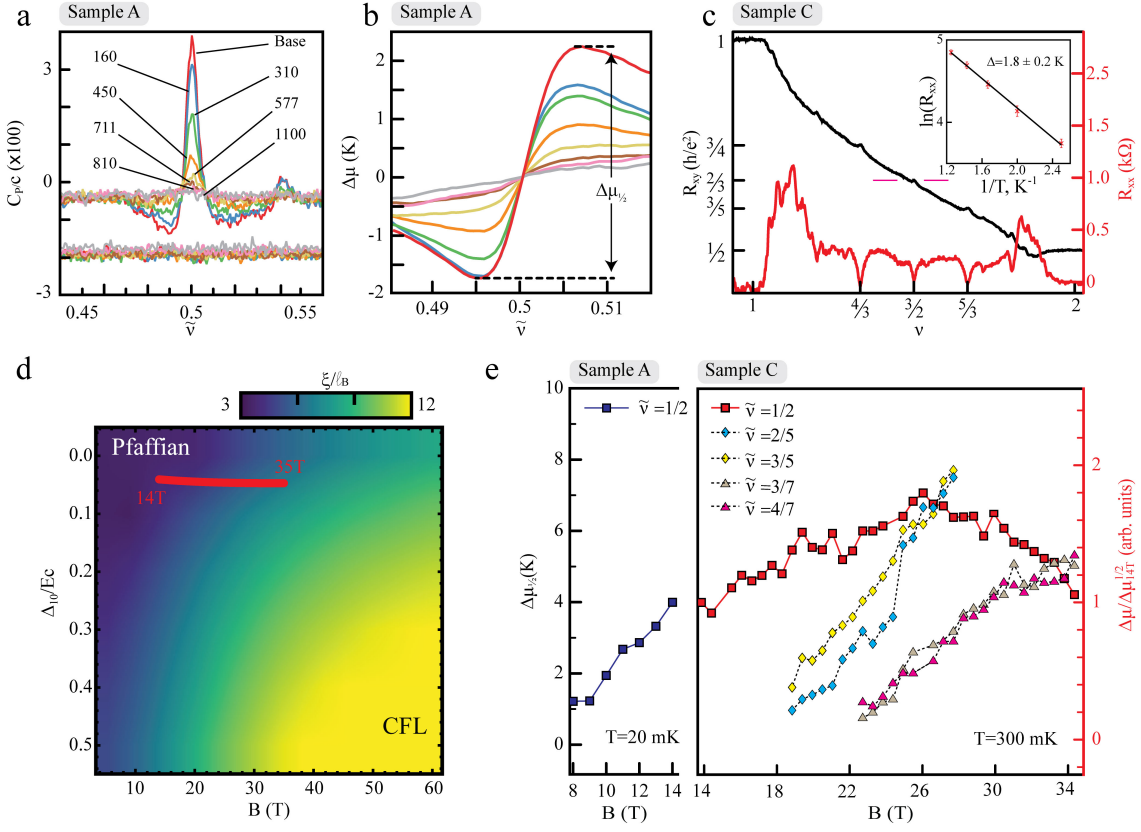 a Sample A
C_P/c (x100)
3
0
-3
Base
160
310
450
577
711
1100
810
0.45 0.5 0.55
ṽ
b Sample A
Δμ (K)
2
1
0
-1
-2
Δμ½
0.49 0.5 0.51
ṽ
c Sample C
R_xy (h/e²)
1
3/4
2/3
3/5
1/2
ln(R_xx)
5
4
Δ=1.8 ± 0.2 K
1.2 1.6 2.0 2.4
1/T, K⁻¹
2.5
2
1.5
1.0
0.5
0
R_xx (kΩ)
1 4/3 3/2 5/3 2
ν
d
ξ/ℓ_B
3 12
Pfaffian
14T
35T
CFL
Δ₁₀/Ec
0.0
0.1
0.2
0.3
0.4
0.5
10 20 30 40 50 60
B (T)
e Sample A
Δμ½(K)
10
8
6
4
2
0
ṽ =1/2
T=20 mK
8 10 12 14
B (T)
Sample C
ṽ =1/2
ṽ =2/5
ṽ =3/5
ṽ =3/7
ṽ =4/7
T=300 mK
18 22 26 30 34
B (T)
2
1
0
Δμ/Δμ_14T^1/2 (arb. units)